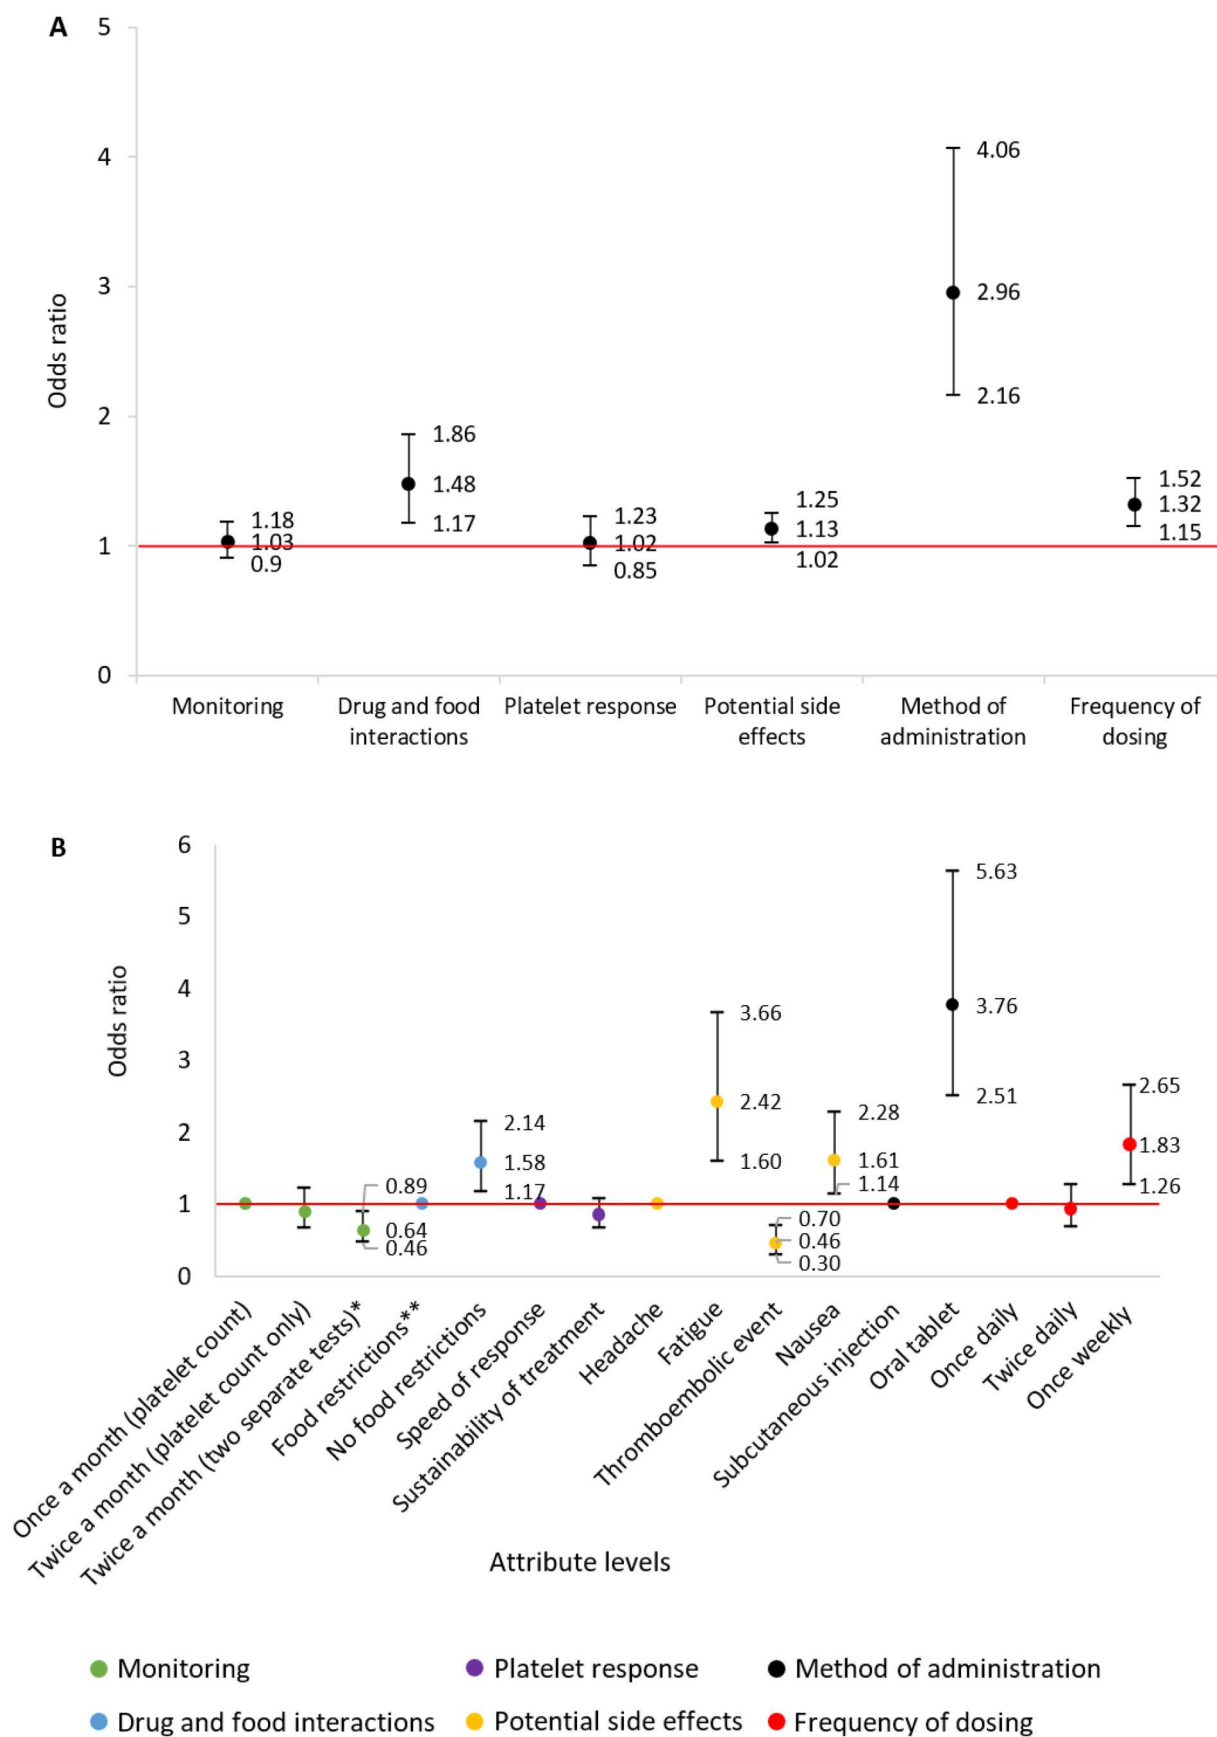 A
5
4
3
2
1
0
Odds ratio
1.18
1.03
0.9
1.86
1.48
1.17
1.23
1.02
0.85
1.25
1.13
1.02
4.06
2.96
2.16
1.52
1.32
1.15
Monitoring
Drug and food
interactions
Platelet response
Potential side
effects
Method of
administration
Frequency of
dosing
B
6
5
4
3
2
1
0
Odds ratio
0.89
0.64
0.46
2.14
1.58
1.17
3.66
2.42
1.60
0.70
0.46
0.30
2.28
1.61
1.14
5.63
3.76
2.51
2.65
1.83
1.26
Once a month (platelet count)
Twice a month (platelet count only)
Twice a month (two separate tests)*
Food restrictions**
No food restrictions
Speed of response
Sustainability of treatment
Headache
Fatigue
Thromboembolic event
Nausea
Subcutaneous injection
Oral tablet
Once daily
Twice daily
Once weekly
Attribute levels
Monitoring
Platelet response
Method of administration
Drug and food interactions
Potential side effects
Frequency of dosing